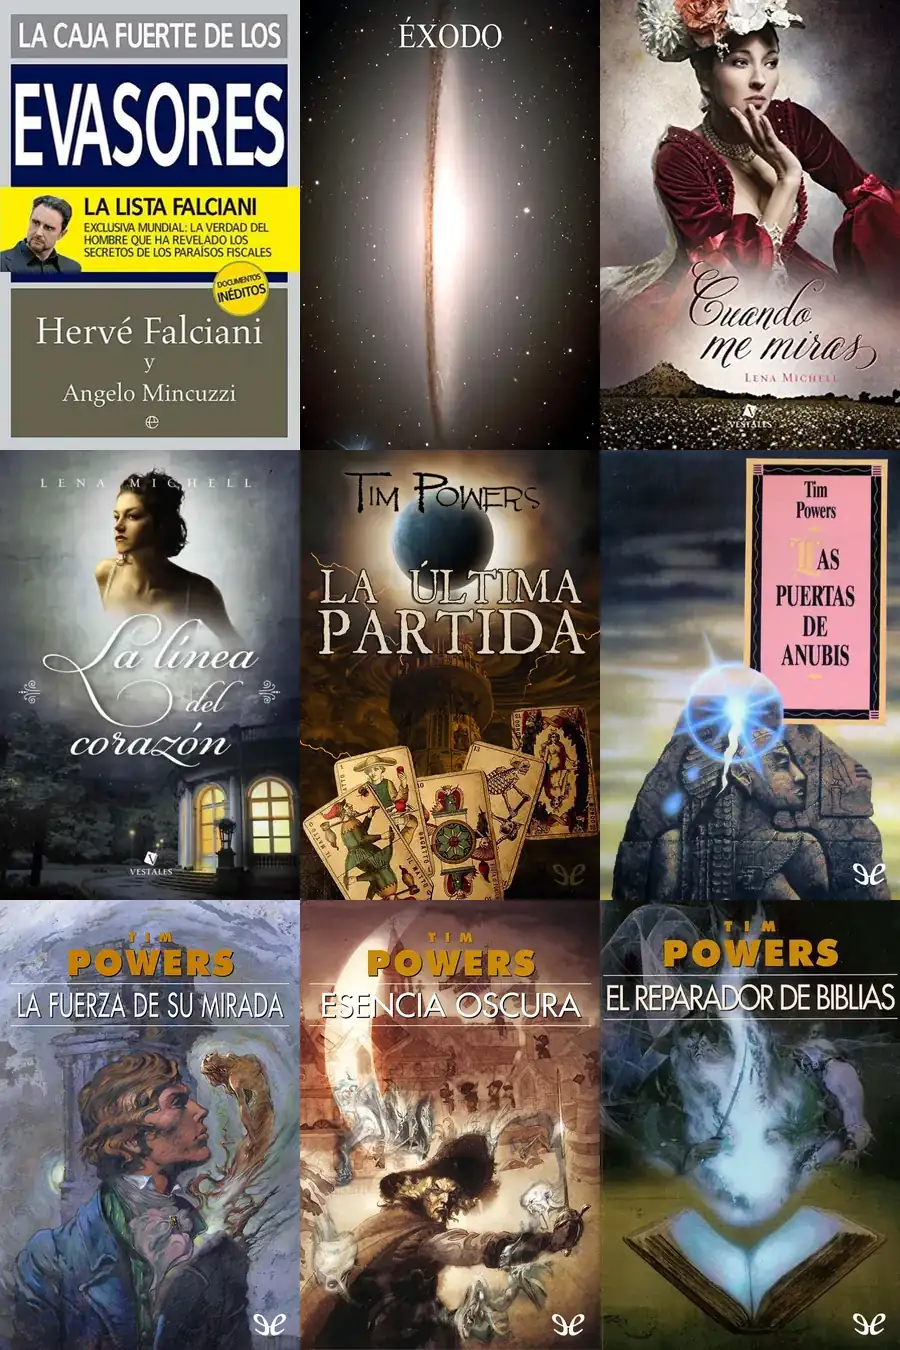 LA CAJA FUERTE DE LOS
EVASORES
LA LISTA FALCIANI
EXCLUSIVA MUNDIAL: LA VERDAD DEL
HOMBRE QUE HA REVELADO LOS
SECRETOS DE LOS PARAÍSOS FISCALES
DOCUMENTOS
INÉDITOS
Hervé Falciani
y
Angelo Mincuzzi
e
ÉXODO
Cuando
me miras
LENA MICHELL
V
VESTALES
LENA MICHELL
La línea
del
corazón
V
VESTALES
TIM POWERS
LA ÚLTIMA
PARTIDA
Tim
Powers
LAS
PUERTAS
DE
ANUBIS
TIM
POWERS
LA FUERZA DE SU MIRADA
TIM
POWERS
ESENCIA OSCURA
TIM
POWERS
EL REPARADOR DE BIBLIAS